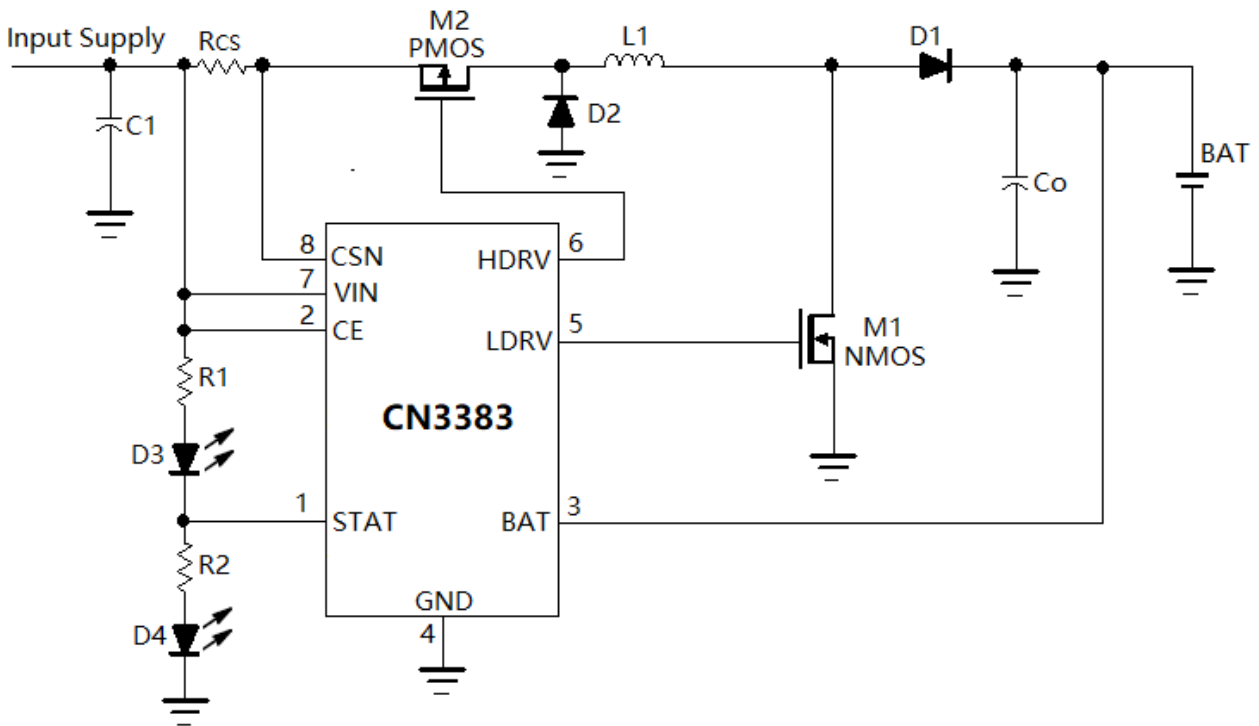 Input Supply
Rcs
M2
PMOS
L1
D1
C1
D2
Co
BAT
8
CSN
HDRV
6
7
VIN
2
CE
LDRV
5
M1
NMOS
R1
CN3383
D3
1
STAT
BAT
3
R2
GND
D4
4